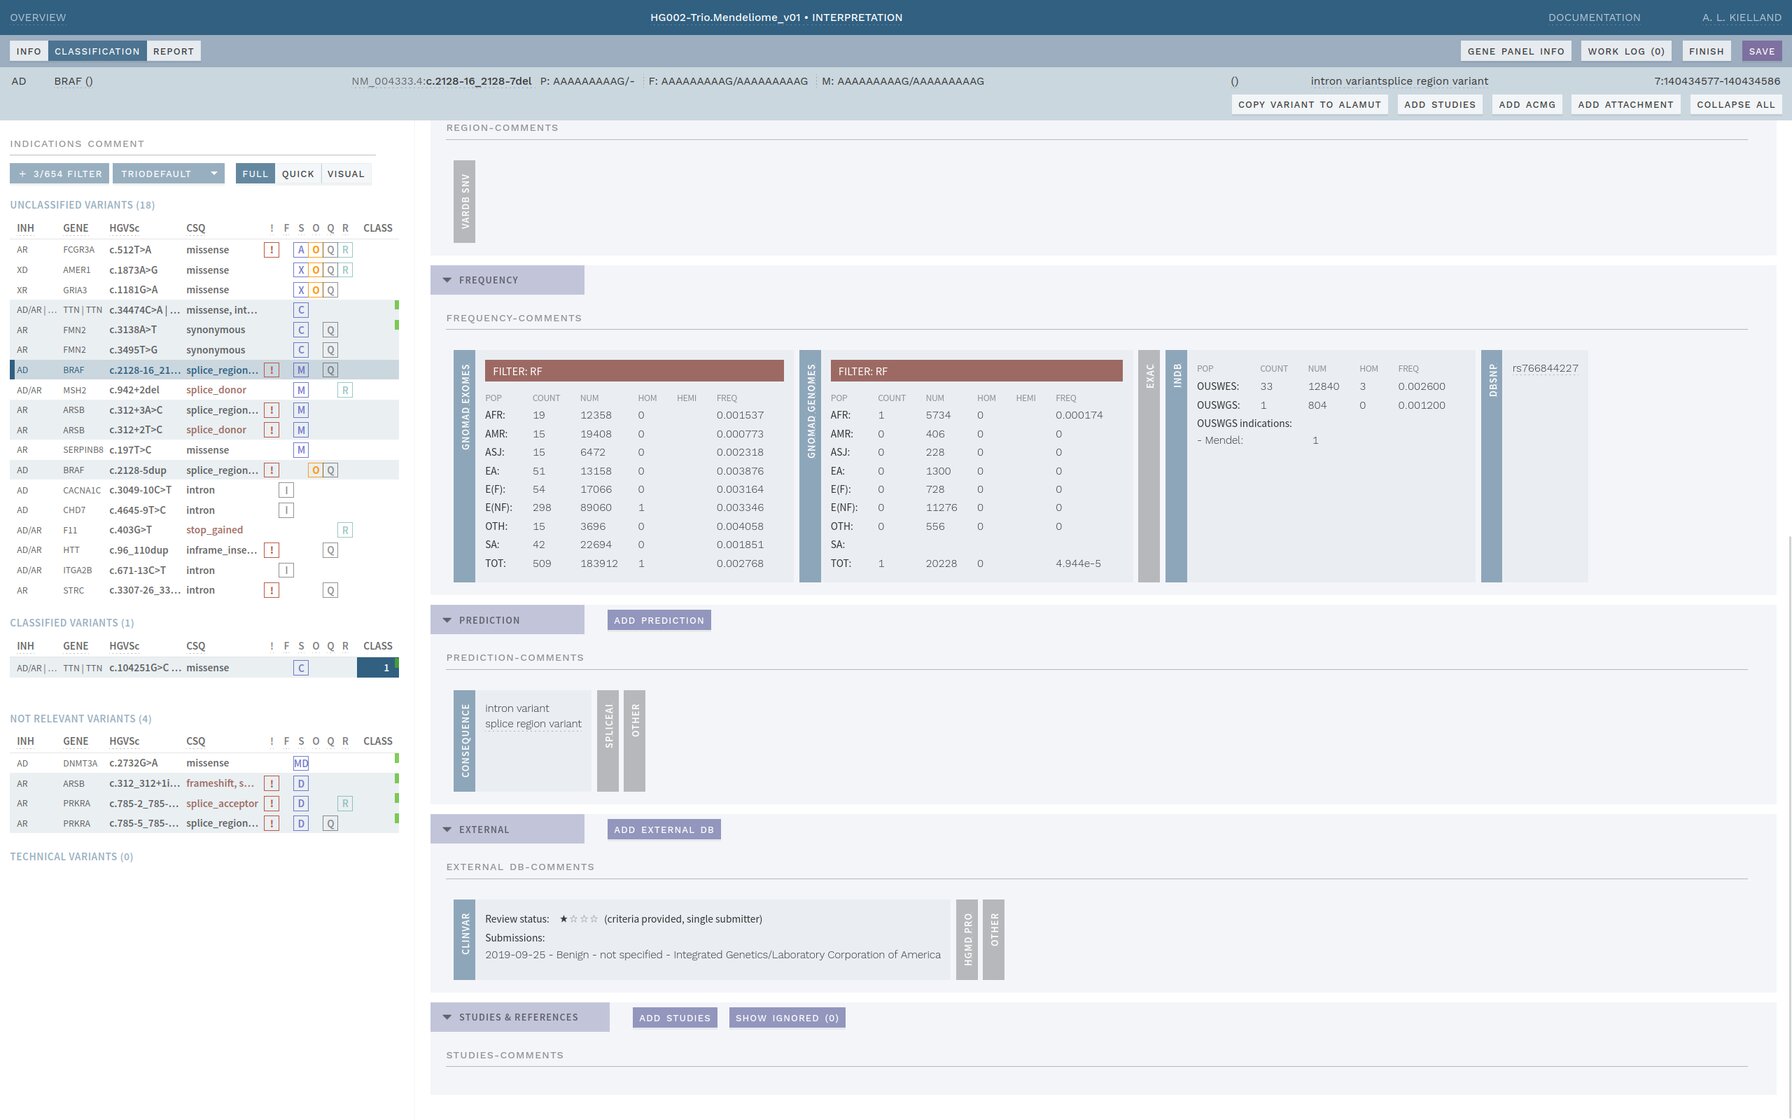 OVERVIEW HG002-Trio.Mendeliome_v01 • INTERPRETATION DOCUMENTATION A. L. KIELLAND
INFO CLASSIFICATION REPORT GENE PANEL INFO WORK LOG (0) FINISH SAVE
AD BRAF () NM_004333.4:c.2128-16_2128-7del P: AAAAAAAAAG/- F: AAAAAAAAAG/AAAAAAAAAG M: AAAAAAAAAG/AAAAAAAAAG () intron variantsplice region variant 7:140434577-140434586
COPY VARIANT TO ALAMUT ADD STUDIES ADD ACMG ADD ATTACHMENT COLLAPSE ALL
INDICATIONS COMMENT
+ 3/654 FILTER TRIODEFAULT FULL QUICK VISUAL
UNCLASSIFIED VARIANTS (18)
INH GENE HGVSc CSQ ! F S O Q R CLASS
AR FCGR3A c.512T>A missense ! A O Q R
XD AMER1 c.1873A>G missense X O Q R
XR GRIA3 c.1181G>A missense X O Q
AD/AR | ... TTN | TTN c.34474C>A | ... missense, int... C
AR FMN2 c.3138A>T synonymous C Q
AR FMN2 c.3495T>G synonymous C Q
AD BRAF c.2128-16_21... splice_region... ! M Q
AD/AR MSH2 c.942+2del splice_donor M R
AR ARSB c.312+3A>C splice_region... ! M
AR ARSB c.312+2T>C splice_donor ! M
AR SERPINB8 c.197T>C missense M
AD BRAF c.2128-5dup splice_region... ! O Q
AD CACNA1C c.3049-10C>T intron I
AD CHD7 c.4645-9T>C intron I
AD/AR F11 c.403G>T stop_gained R
AD/AR HTT c.96_110dup inframe_inse... ! Q
AD/AR ITGA2B c.671-13C>T intron I
AR STRC c.3307-26_33... intron ! Q
CLASSIFIED VARIANTS (1)
INH GENE HGVSc CSQ ! F S O Q R CLASS
AD/AR | ... TTN | TTN c.104251G>C ... missense C 1
NOT RELEVANT VARIANTS (4)
INH GENE HGVSc CSQ ! F S O Q R CLASS
AD DNMT3A c.2732G>A missense MD
AR ARSB c.312_312+1i... frameshift, s... ! D
AR PRKRA c.785-2_785-... splice_acceptor ! D R
AR PRKRA c.785-5_785-... splice_region... ! D Q
TECHNICAL VARIANTS (0)
REGION-COMMENTS
VARDB SNV
FREQUENCY
FREQUENCY-COMMENTS
GNOMAD EXOMES
FILTER: RF
POP COUNT NUM HOM HEMI FREQ
AFR: 19 12358 0 0.001537
AMR: 15 19408 0 0.000773
ASJ: 15 6472 0 0.002318
EA: 51 13158 0 0.003876
E(F): 54 17066 0 0.003164
E(NF): 298 89060 1 0.003346
OTH: 15 3696 0 0.004058
SA: 42 22694 0 0.001851
TOT: 509 183912 1 0.002768
GNOMAD GENOMES
FILTER: RF
POP COUNT NUM HOM HEMI FREQ
AFR: 1 5734 0 0.000174
AMR: 0 406 0 0
ASJ: 0 228 0 0
EA: 0 1300 0 0
E(F): 0 728 0 0
E(NF): 0 11276 0 0
OTH: 0 556 0 0
SA:
TOT: 1 20228 0 4.944e-5
EXAC
INDB
POP COUNT NUM HOM FREQ
OUSWES: 33 12840 3 0.002600
OUSWGS: 1 804 0 0.001200
OUSWGS indications:
- Mendel: 1
DBSNP
rs766844227
PREDICTION ADD PREDICTION
PREDICTION-COMMENTS
CONSEQUENCE
intron variant
splice region variant
SPLICEAI
OTHER
EXTERNAL ADD EXTERNAL DB
EXTERNAL DB-COMMENTS
CLINVAR
Review status: ★☆☆☆ (criteria provided, single submitter)
Submissions:
2019-09-25 - Benign - not specified - Integrated Genetics/Laboratory Corporation of America
HGMD PRO
OTHER
STUDIES & REFERENCES ADD STUDIES SHOW IGNORED (0)
STUDIES-COMMENTS